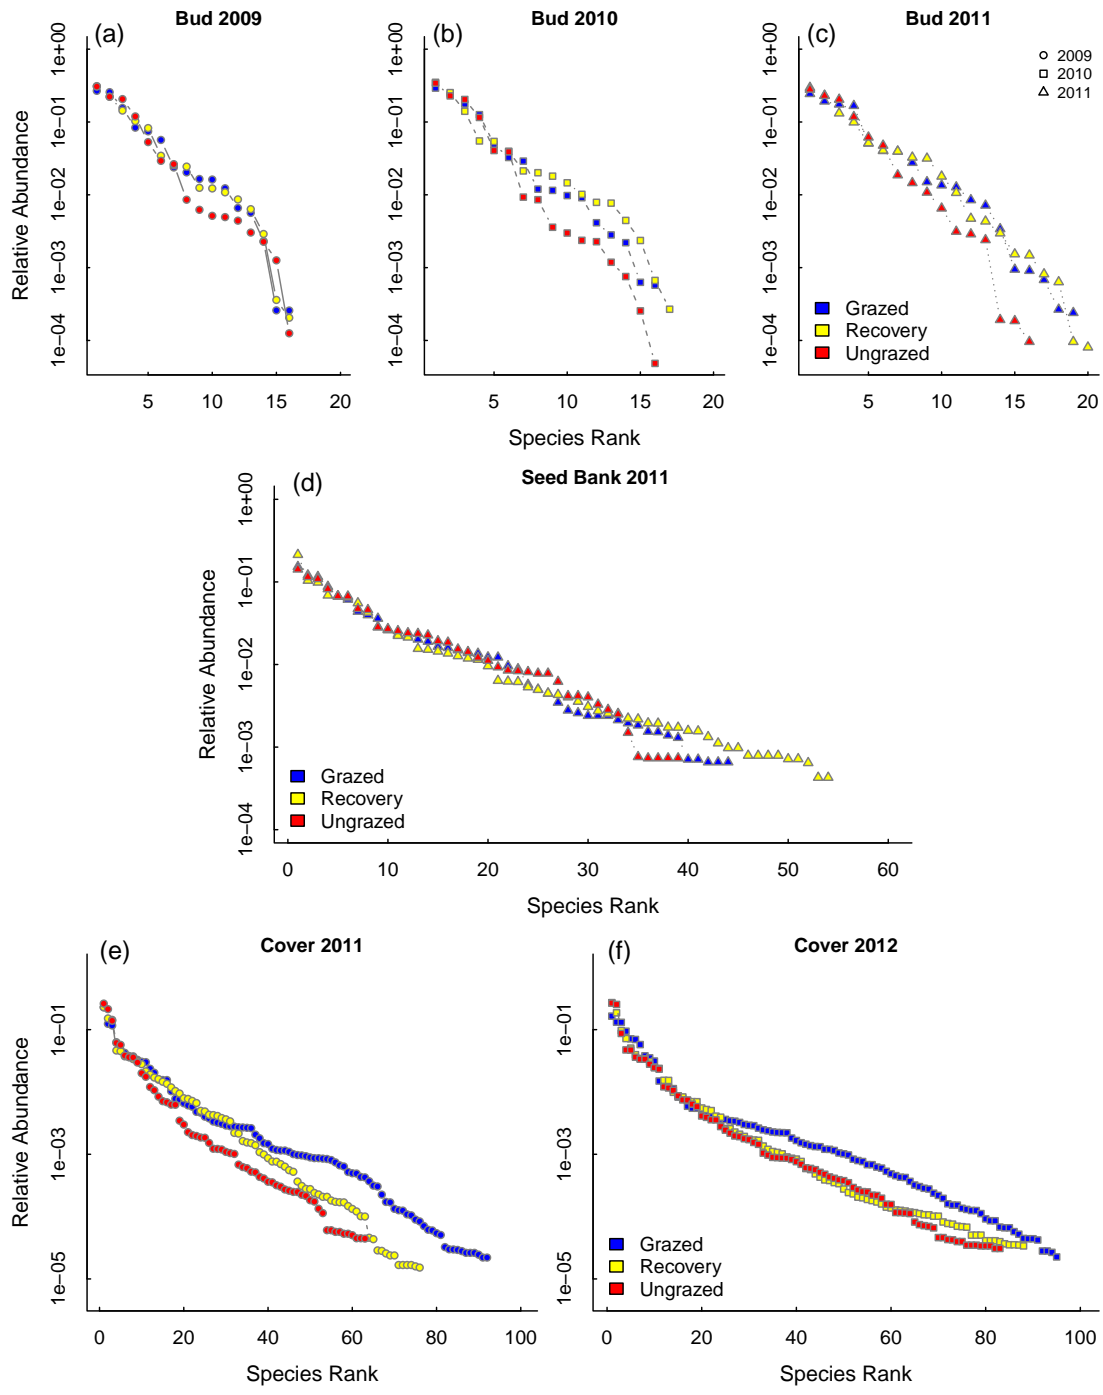 Bud 2009
Bud 2010
Bud 2011
(a)
(b)
(c)
2009
2010
2011
Relative Abundance
1e+00
1e−01
1e−02
1e−03
1e−04
1e+00
1e−01
1e−02
1e−03
1e−04
1e+00
1e−01
1e−02
1e−03
1e−04
Grazed
Recovery
Ungrazed
5 10 15 20
5 10 15 20
5 10 15 20
Species Rank
Seed Bank 2011
(d)
Relative Abundance
1e+00
1e−01
1e−02
1e−03
1e−04
Grazed
Recovery
Ungrazed
0 10 20 30 40 50 60
Species Rank
Cover 2011
Cover 2012
(e)
(f)
Relative Abundance
1e−01
1e−03
1e−05
1e−01
1e−03
1e−05
Grazed
Recovery
Ungrazed
0 20 40 60 80 100
0 20 40 60 80 100
Species Rank
Species Rank